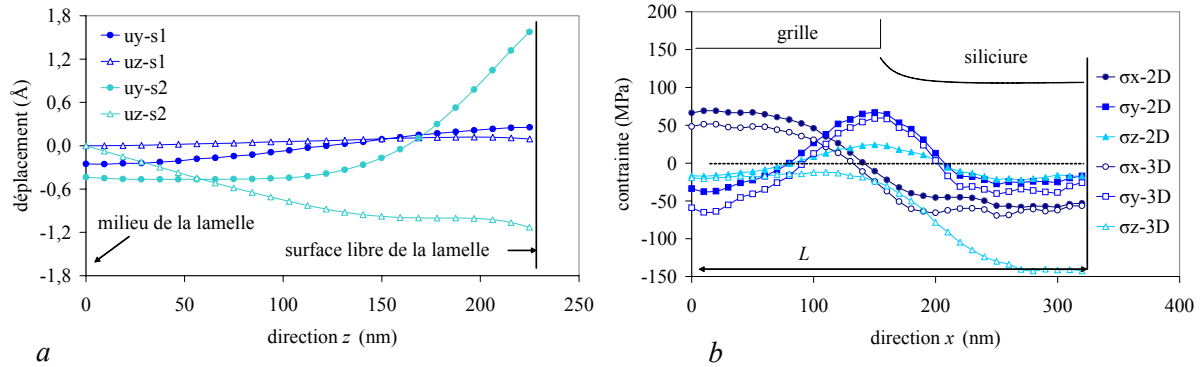 1,8
1,2
0,6
0,0
-0,6
-1,2
-1,8
déplacement (Å)
uy-s1
uz-s1
uy-s2
uz-s2
milieu de la lamelle
surface libre de la lamelle
0
50
100
150
200
250
direction z (nm)
a
200
150
100
50
0
-50
-100
-150
contrainte (MPa)
grille
siliciure
L
0
100
200
300
400
direction x (nm)
σx-2D
σy-2D
σz-2D
σx-3D
σy-3D
σz-3D
b